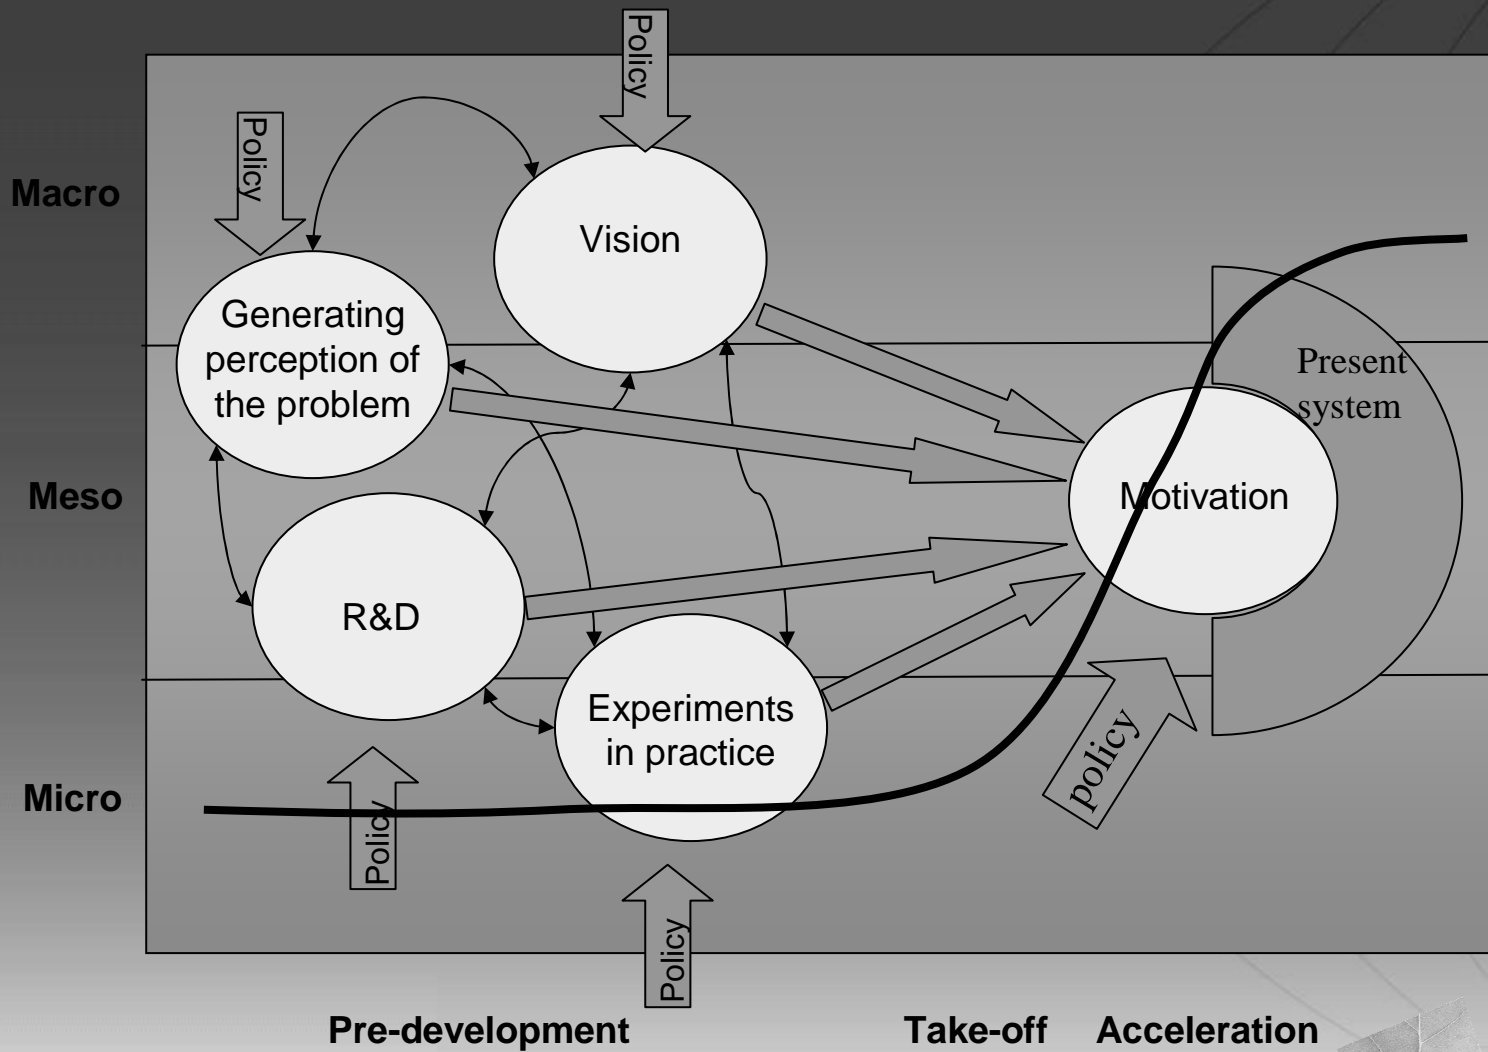 Policy
Policy
Macro
Vision
Generating
perception of
the problem
Present
system
Meso
Motivation
R&D
Experiments
in practice
policy
Micro
Policy
Policy
Pre-development
Take-off
Acceleration